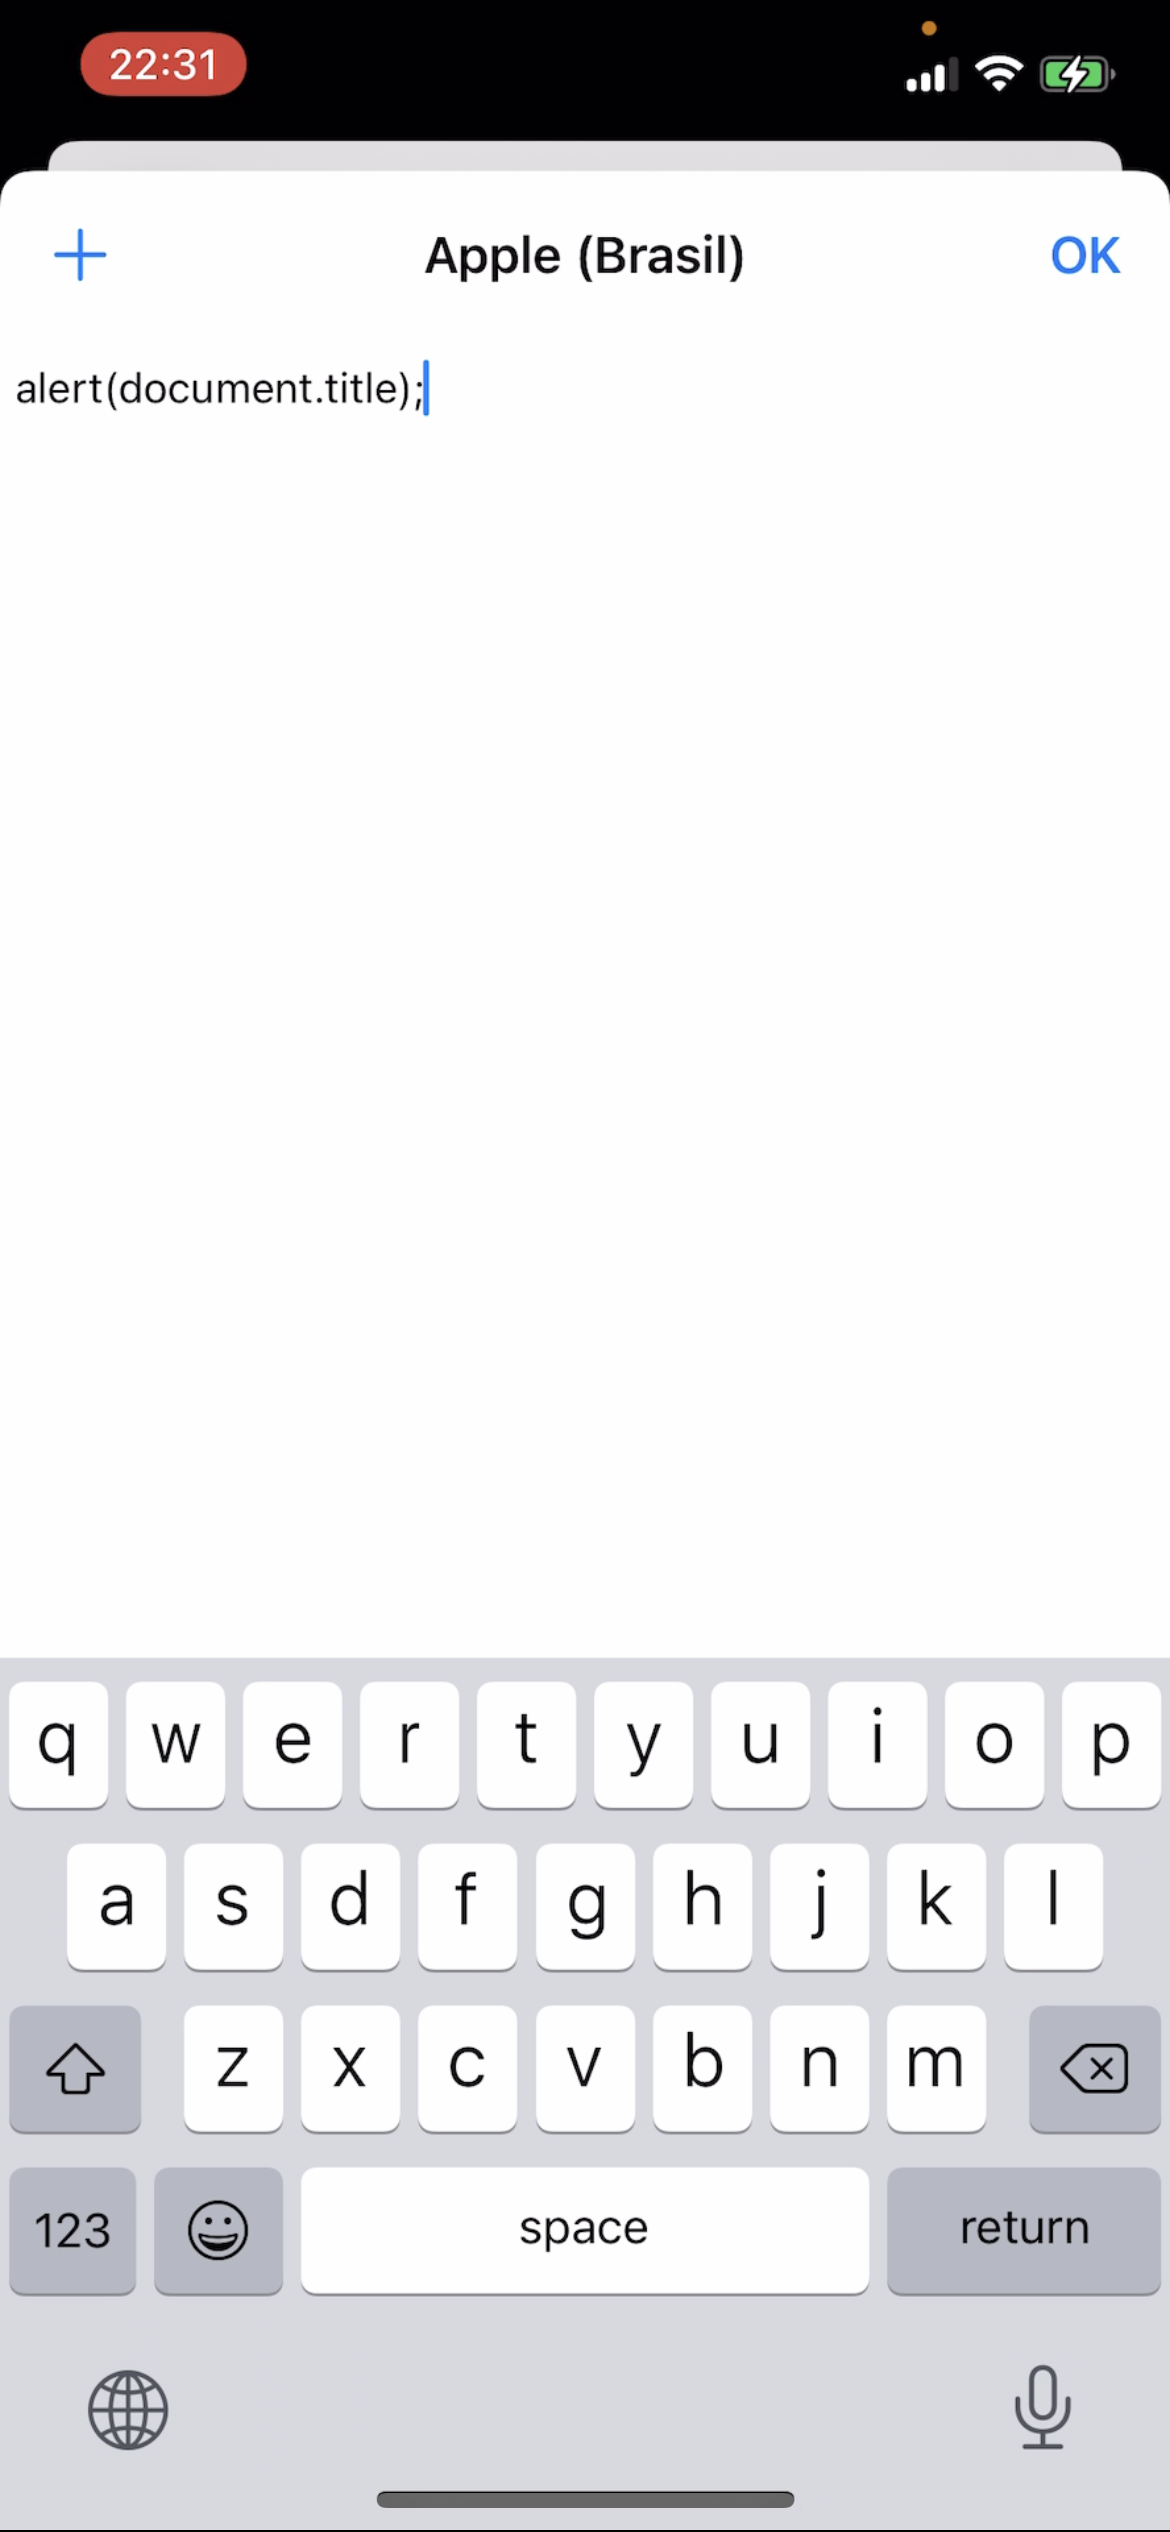 22:31
Apple (Brasil)
OK
alert(document.title);
q w e r t y u i o p
a s d f g h j k l
z x c v b n m
123 space return